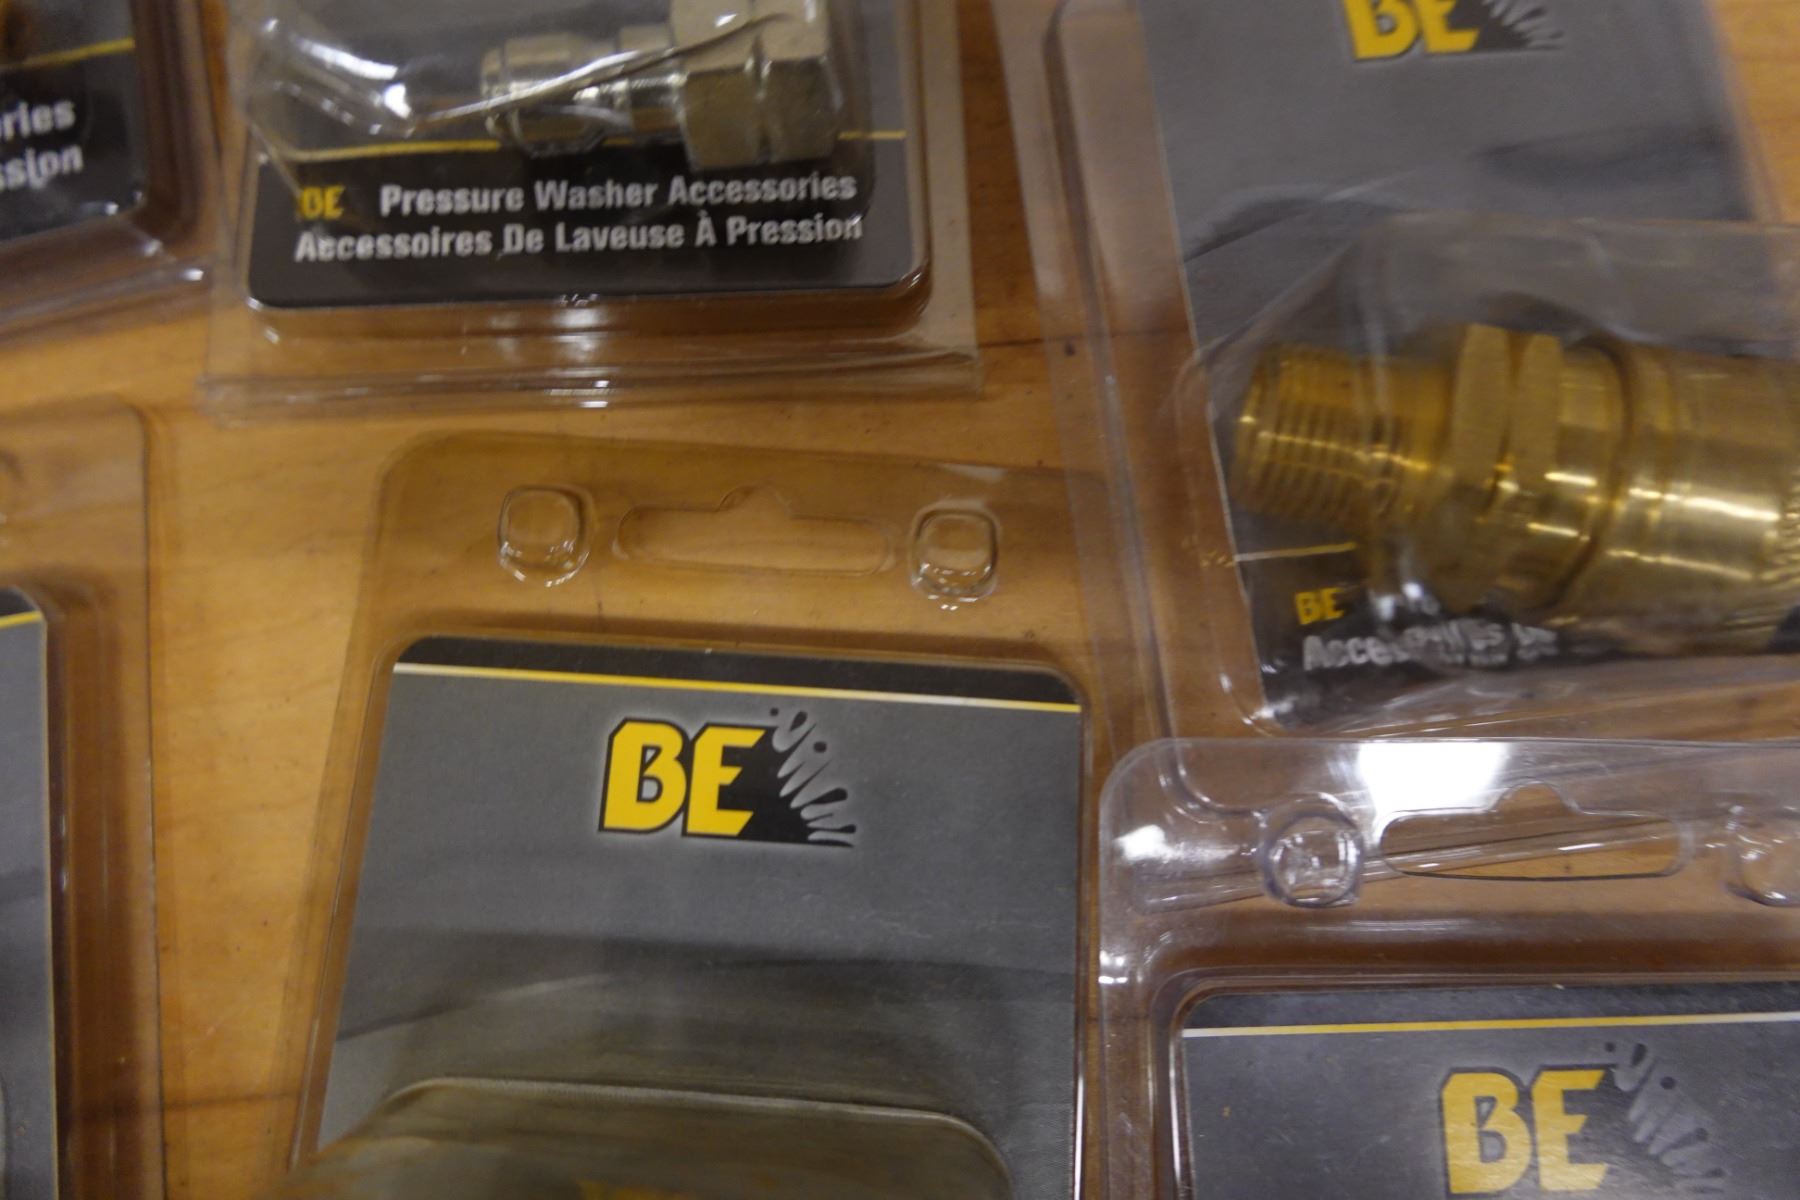 BE
ries
ssion
BE Pressure Washer Accessories
Accessoires De Laveuse À Pression
BE
BE
BE